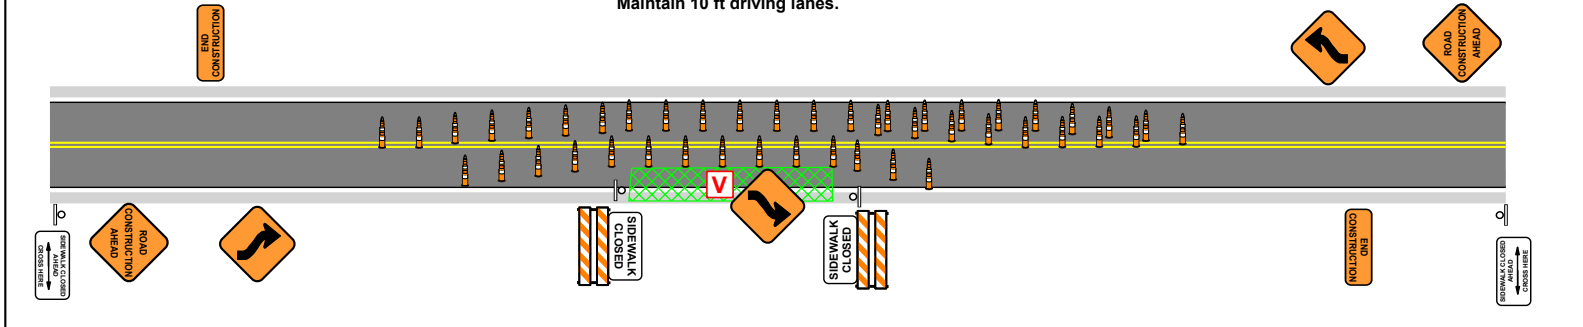 Maintain 10 ft driving lanes.
END
CONSTRUCTION
ROAD
CONSTRUCTION
AHEAD
V
ROAD
CONSTRUCTION
AHEAD
SIDEWALK CLOSED
AHEAD
CROSS HERE
SIDEWALK
CLOSED
SIDEWALK
CLOSED
END
CONSTRUCTION
SIDEWALK CLOSED
AHEAD
CROSS HERE